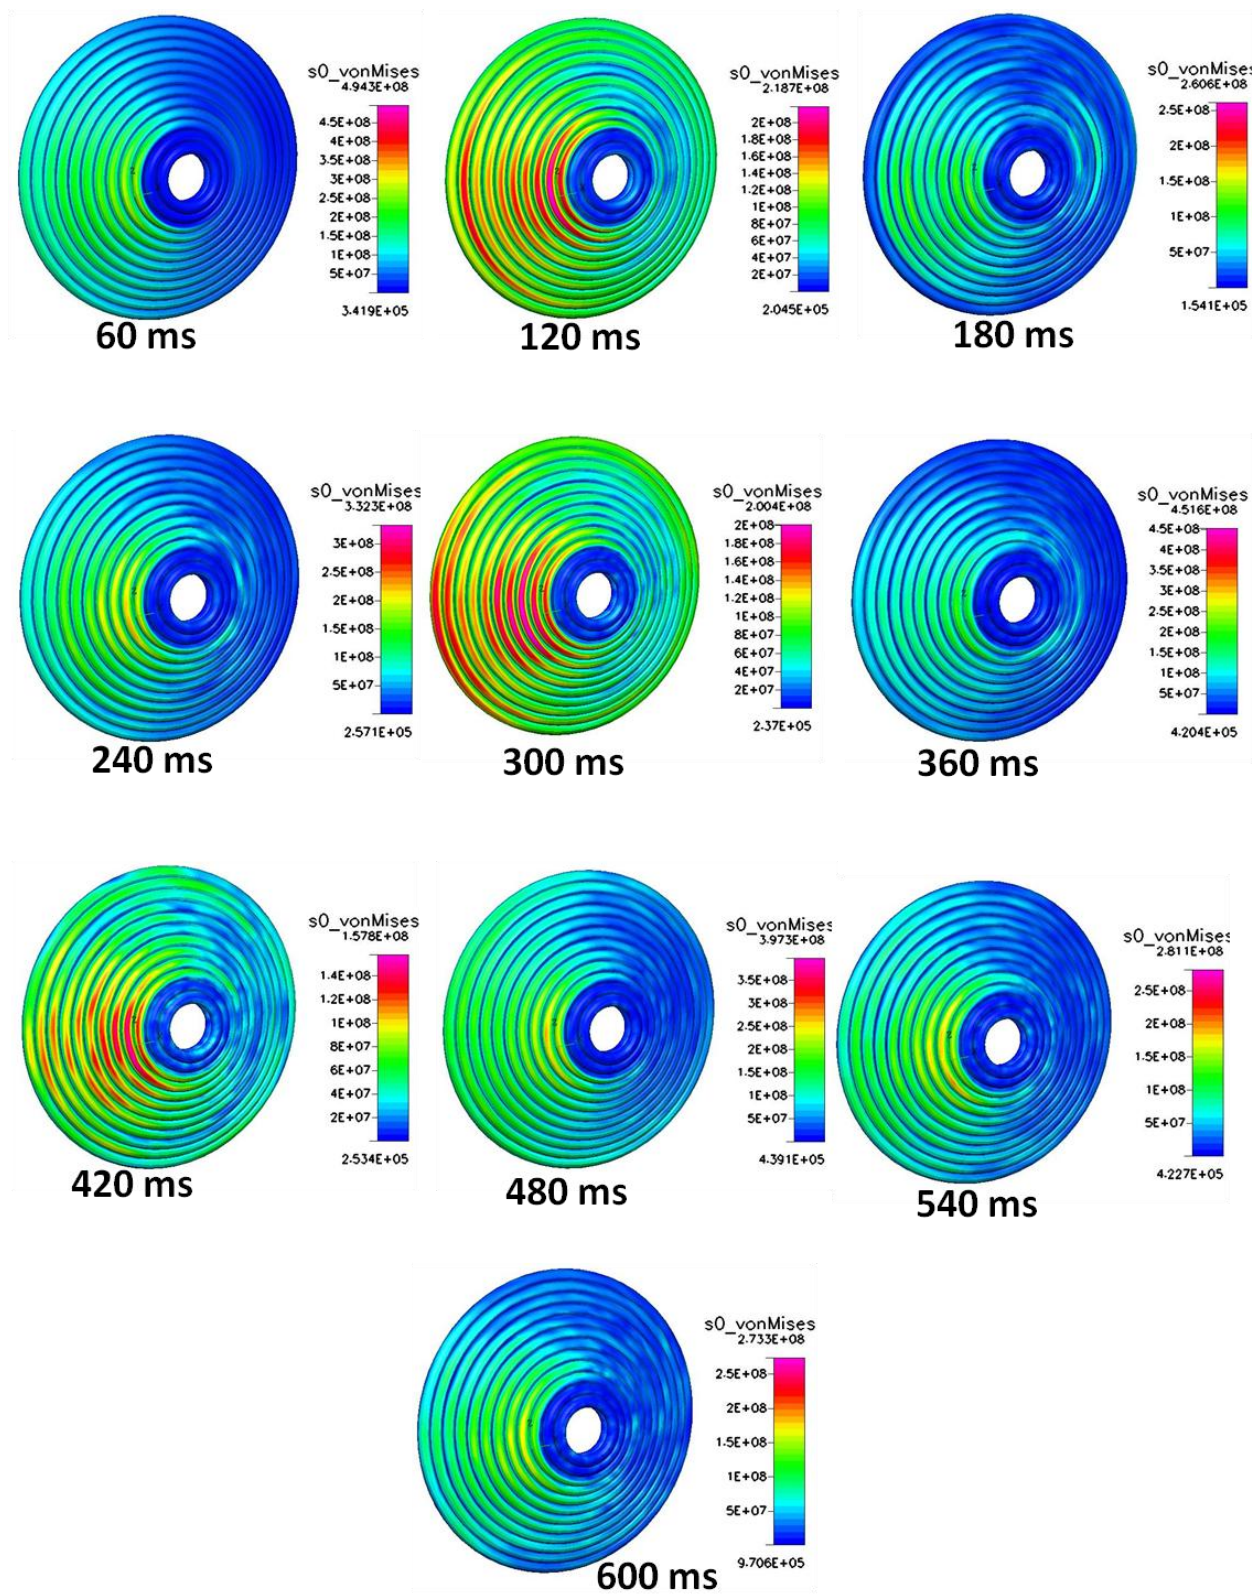 s0_vonMises
4.943E+08
4.5E+08
4E+08
3.5E+08
3E+08
2.5E+08
2E+08
1.5E+08
1E+08
5E+07
3.419E+05
60 ms
s0_vonMises
2.187E+08
2E+08
1.8E+08
1.6E+08
1.4E+08
1.2E+08
1E+08
8E+07
6E+07
4E+07
2E+07
2.045E+05
120 ms
s0_vonMises
2.606E+08
2.5E+08
2E+08
1.5E+08
1E+08
5E+07
1.541E+05
180 ms
s0_vonMises
3.323E+08
3E+08
2.5E+08
2E+08
1.5E+08
1E+08
5E+07
2.571E+05
240 ms
s0_vonMises
2.004E+08
2E+08
1.8E+08
1.6E+08
1.4E+08
1.2E+08
1E+08
8E+07
6E+07
4E+07
2E+07
2.37E+05
300 ms
s0_vonMises
4.516E+08
4.5E+08
4E+08
3.5E+08
3E+08
2.5E+08
2E+08
1.5E+08
1E+08
5E+07
4.204E+05
360 ms
s0_vonMises
1.578E+08
1.4E+08
1.2E+08
1E+08
8E+07
6E+07
4E+07
2E+07
2.534E+05
420 ms
s0_vonMises
3.973E+08
3.5E+08
3E+08
2.5E+08
2E+08
1.5E+08
1E+08
5E+07
4.391E+05
480 ms
s0_vonMises
2.811E+08
2.5E+08
2E+08
1.5E+08
1E+08
5E+07
4.227E+05
540 ms
s0_vonMises
2.733E+08
2.5E+08
2E+08
1.5E+08
1E+08
5E+07
9.706E+05
600 ms